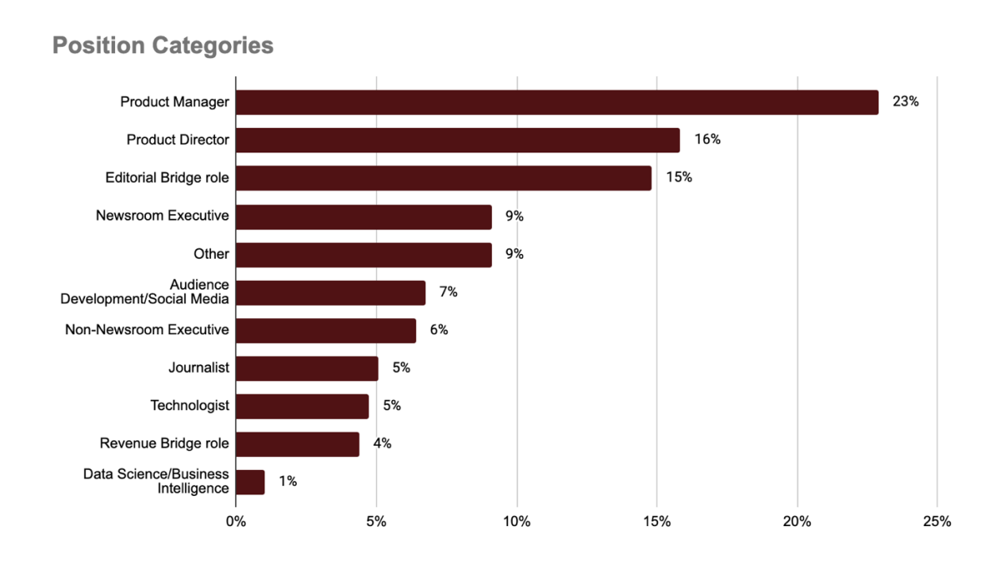 Position Categories
Product Manager
23%
Product Director
16%
Editorial Bridge role
15%
Newsroom Executive
9%
Other
9%
Audience
Development/Social Media
7%
Non-Newsroom Executive
6%
Journalist
5%
Technologist
5%
Revenue Bridge role
4%
Data Science/Business
Intelligence
1%
0%
5%
10%
15%
20%
25%